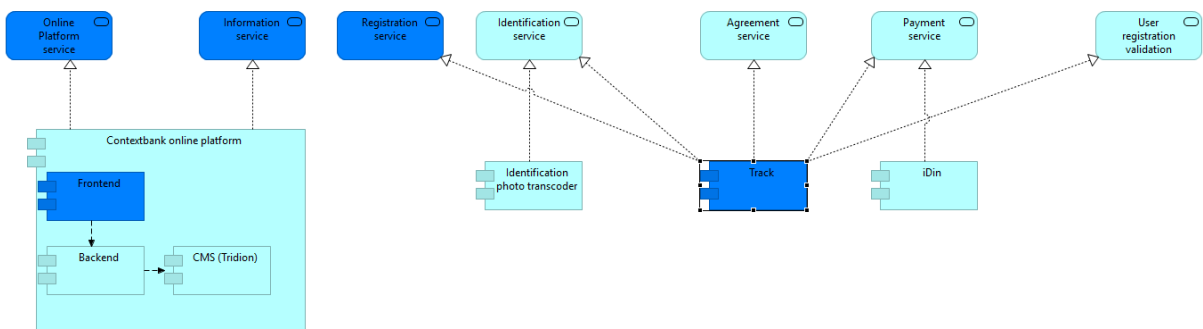 Online
Platform
service
Information
service
Registration
service
Identification
service
Agreement
service
Payment
service
User
registration
validation
Contextbank online platform
Frontend
Backend
CMS (Tridion)
Identification
photo transcoder
Track
iDin